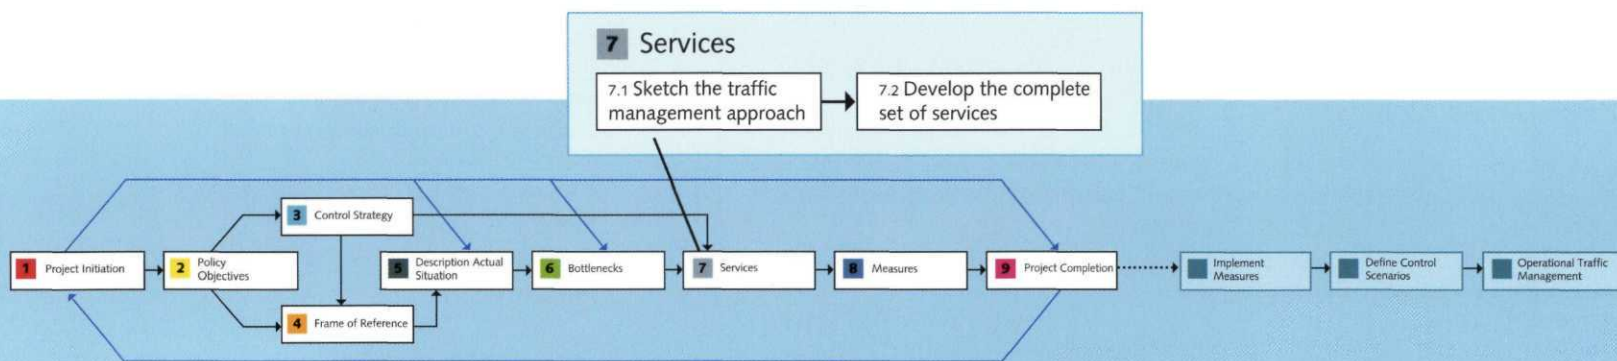 7 Services
7.1 Sketch the traffic
management approach
7.2 Develop the complete
set of services
1 Project Initiation
2 Policy
Objectives
3 Control Strategy
4 Frame of Reference
5 Description Actual
Situation
6 Bottlenecks
7 Services
8 Measures
9 Project Completion
Implement
Measures
Define Control
Scenarios
Operational Traffic
Management